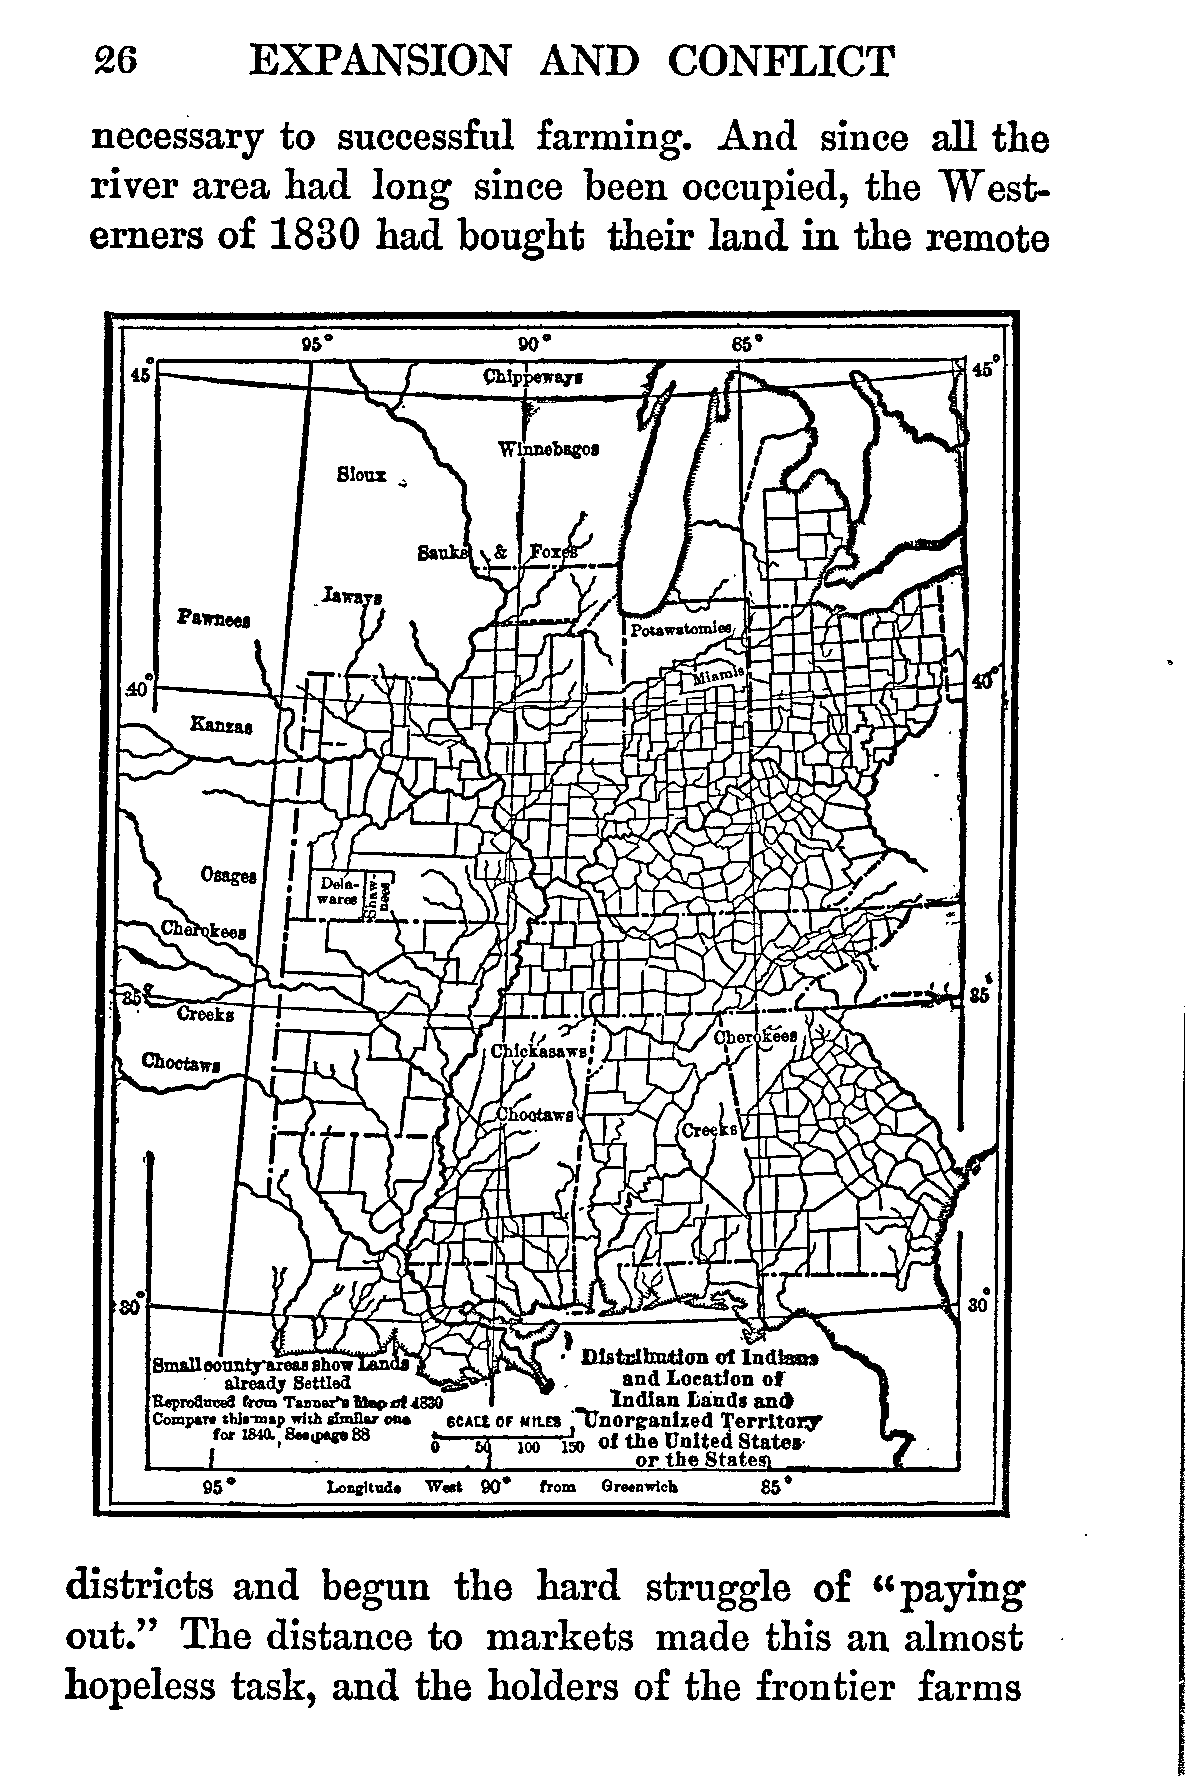 26 EXPANSION AND CONFLICT
necessary to successful farming. And since all the
river area had long since been occupied, the West-
erners of 1830 had bought their land in the remote
95° 90° 85°
45° 45°
Chippeways
Winnebagos
Sioux
Sauks & Foxes
Iaways
Pawnees
Potawatomies
Miamis
40° 40°
Kanzas
Osages
Dela-
wares
Shaw-
nees
Cherokees
35° 35°
Creeks
Cherokees
Chickasaws
Choctaws
Choctaws
Creeks
30° 30°
Small county areas show Lands
already Settled
Reproduced from Tanner's Map of 1830
Compare this map with similar one
for 1840. See page 88
SCALE OF MILES
0 50 100 150
Distribution of Indians
and Location of
Indian Lands and
Unorganized Territory
of the United States
or the States
95° Longitude West 90° from Greenwich 85°
districts and begun the hard struggle of "paying
out." The distance to markets made this an almost
hopeless task, and the holders of the frontier farms